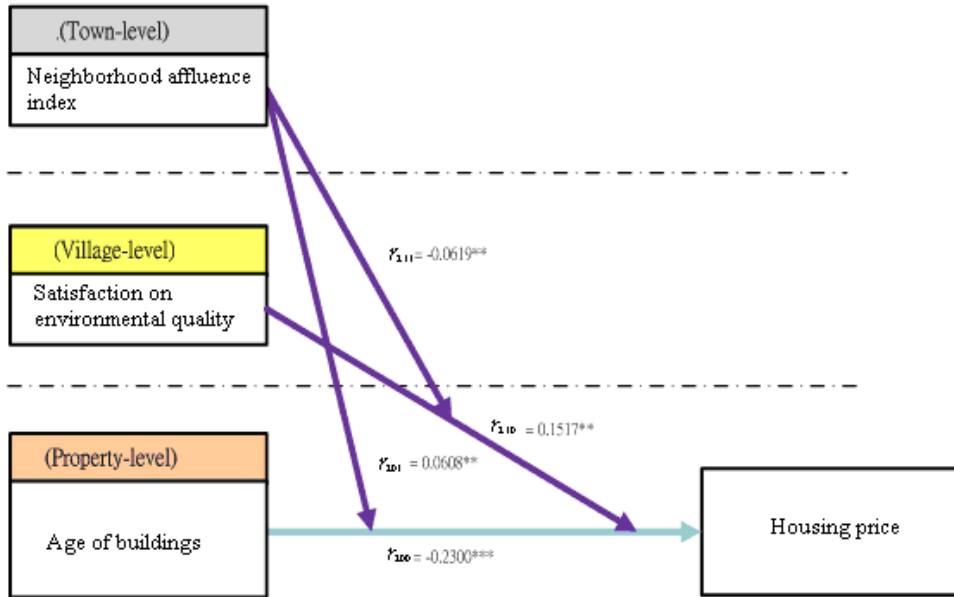 .(Town-level)
Neighborhood affluence
index
(Village-level)
Satisfaction on
environmental quality
(Property-level)
Age of buildings
Housing price
= -0.0619**
= 0.1517**
= 0.0608**
= -0.2300***